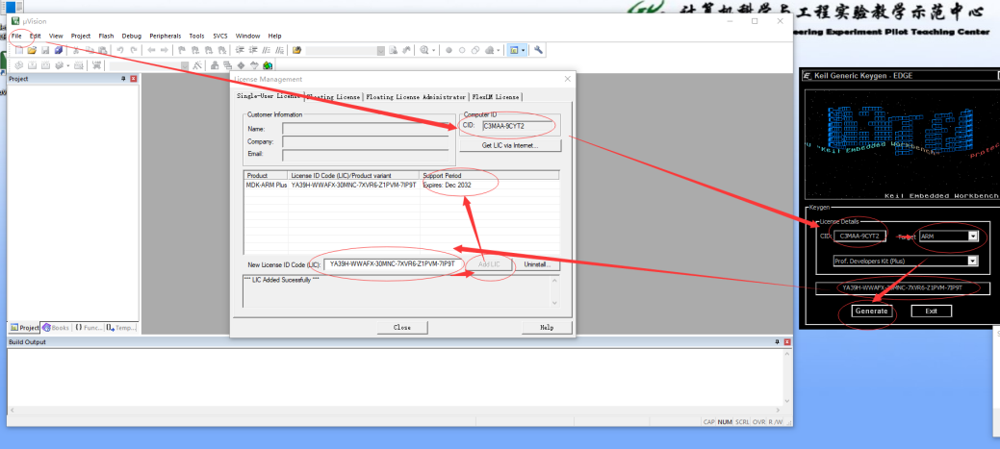 计算机科学与工程实验教学示范中心
ering Experiment Pilot Teaching Center
µVision
File Edit View Project Flash Debug Peripherals Tools SVCS Window Help
Project
License Management
Single-User License Floating License Floating License Administrator FlexLM License
Customer Information
Name:
Company:
Email:
Computer ID
CID: C3MAA-9CYT2
Get LIC via Internet...
Product License ID Code (LIC)/Product variant Support Period
MDK-ARM Plus YA39H-WWAFX-30MNC-7XVR6-Z1PVM-7IP9T Expires: Dec 2032
New License ID Code (LIC): YA39H-WWAFX-30MNC-7XVR6-Z1PVM-7IP9T Add LIC Uninstall...
*** LIC Added Sucessfully ***
Close Help
Project Books {} Func... Temp...
Build Output
CAP NUM SCRL OVR R/W
Keil Generic Keygen - EDGE
"Keil Embedded Workbench" Prote
Keil Embedded Workbench
Keygen
License Details
CID: C3MAA-9CYT2 Target ARM
Prof. Developers Kit (Plus)
YA39H-WWAFX-30MNC-7XVR6-Z1PVM-7IP9T
Generate Exit